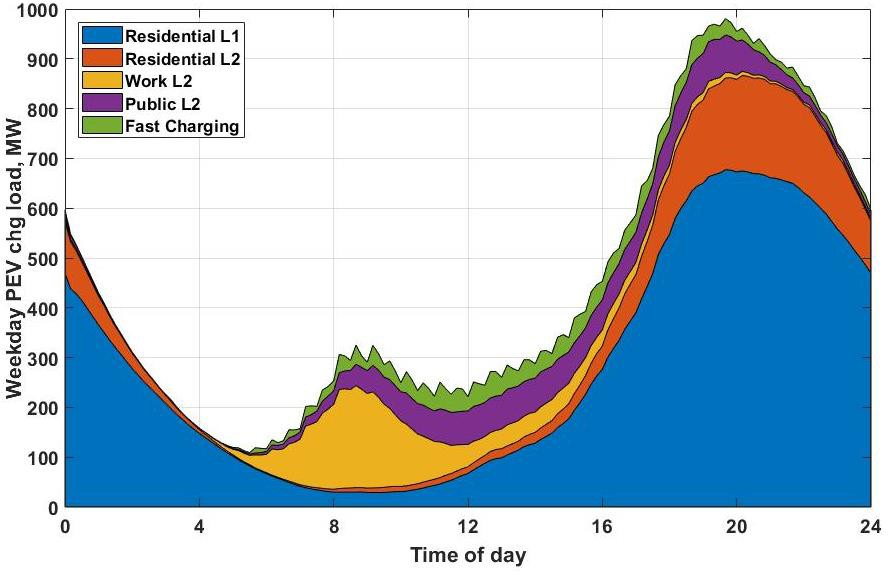 Weekday PEV chg load, MW
1000
900
800
700
600
500
400
300
200
100
0
Residential L1
Residential L2
Work L2
Public L2
Fast Charging
0 4 8 12 16 20 24
Time of day